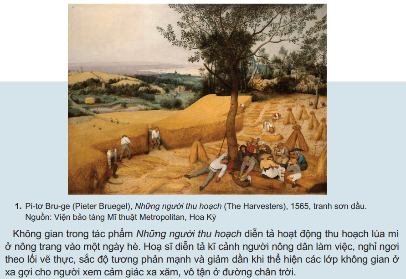 1. Pi-tơ Bru-ge (Pieter Bruegel), Những người thu hoạch (The Harvesters), 1565, tranh sơn dầu.
Nguồn: Viện bảo tàng Mĩ thuật Metropolitan, Hoa Kỳ
Không gian trong tác phẩm Những người thu hoạch diễn tả hoạt động thu hoạch lúa mì
ở nông trang vào một ngày hè. Hoạ sĩ diễn tả kĩ cảnh người nông dân làm việc, nghỉ ngơi
theo lối vẽ thực, sắc độ tương phản mạnh và giảm dần khi thể hiện các lớp không gian ở
xa gợi cho người xem cảm giác xa xăm, vô tận ở đường chân trời.